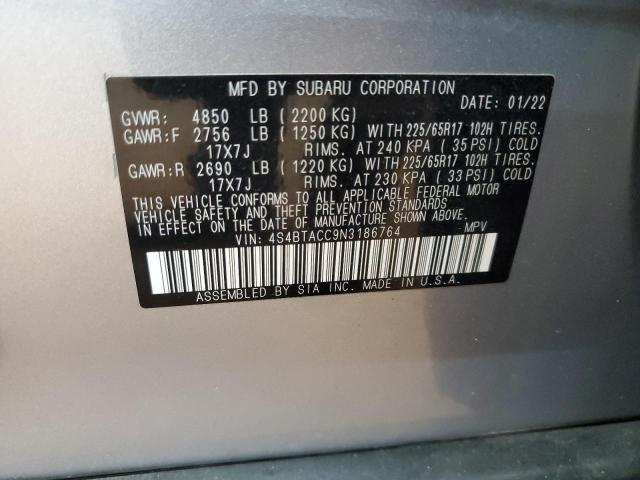 MFD BY SUBARU CORPORATION
DATE: 01/22
GVWR: 4850 LB ( 2200 KG)
GAWR:F 2756 LB ( 1250 KG) WITH 225/65R17 102H TIRES.
17X7J RIMS. AT 240 KPA ( 35 PSI) COLD
GAWR:R 2690 LB ( 1220 KG) WITH 225/65R17 102H TIRES.
17X7J RIMS. AT 230 KPA ( 33 PSI) COLD
THIS VEHICLE CONFORMS TO ALL APPLICABLE FEDERAL MOTOR
VEHICLE SAFETY AND THEFT PREVENTION STANDARDS
IN EFFECT ON THE DATE OF MANUFACTURE SHOWN ABOVE.
VIN: 4S4BTACC9N3186764 MPV
ASSEMBLED BY SIA INC. MADE IN U.S.A.